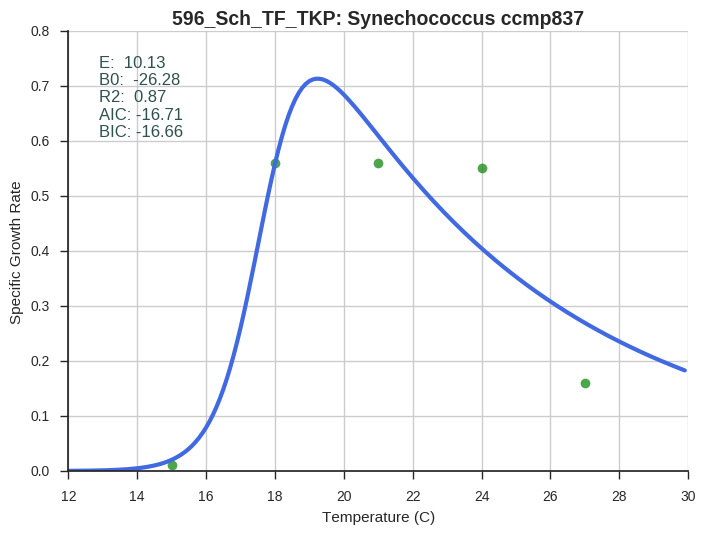 596_Sch_TF_TKP: Synechococcus ccmp837
E: 10.13
B0: -26.28
R2: 0.87
AIC: -16.71
BIC: -16.66
0.8
0.7
0.6
0.5
0.4
0.3
0.2
0.1
0.0
Specific Growth Rate
12 14 16 18 20 22 24 26 28 30
Temperature (C)